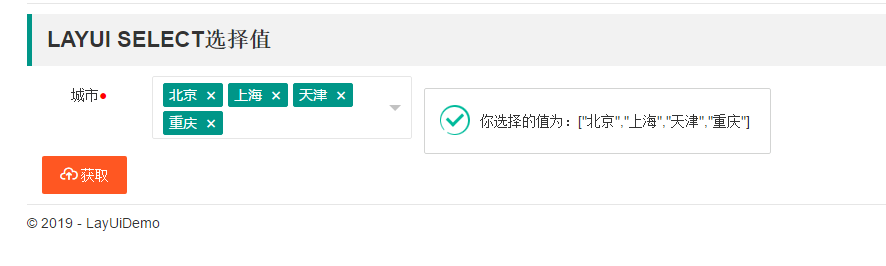 LAYUI SELECT选择值
城市● 北京 × 上海 × 天津 ×
重庆 ×
你选择的值为：["北京","上海","天津","重庆"]
获取
© 2019 - LayUiDemo